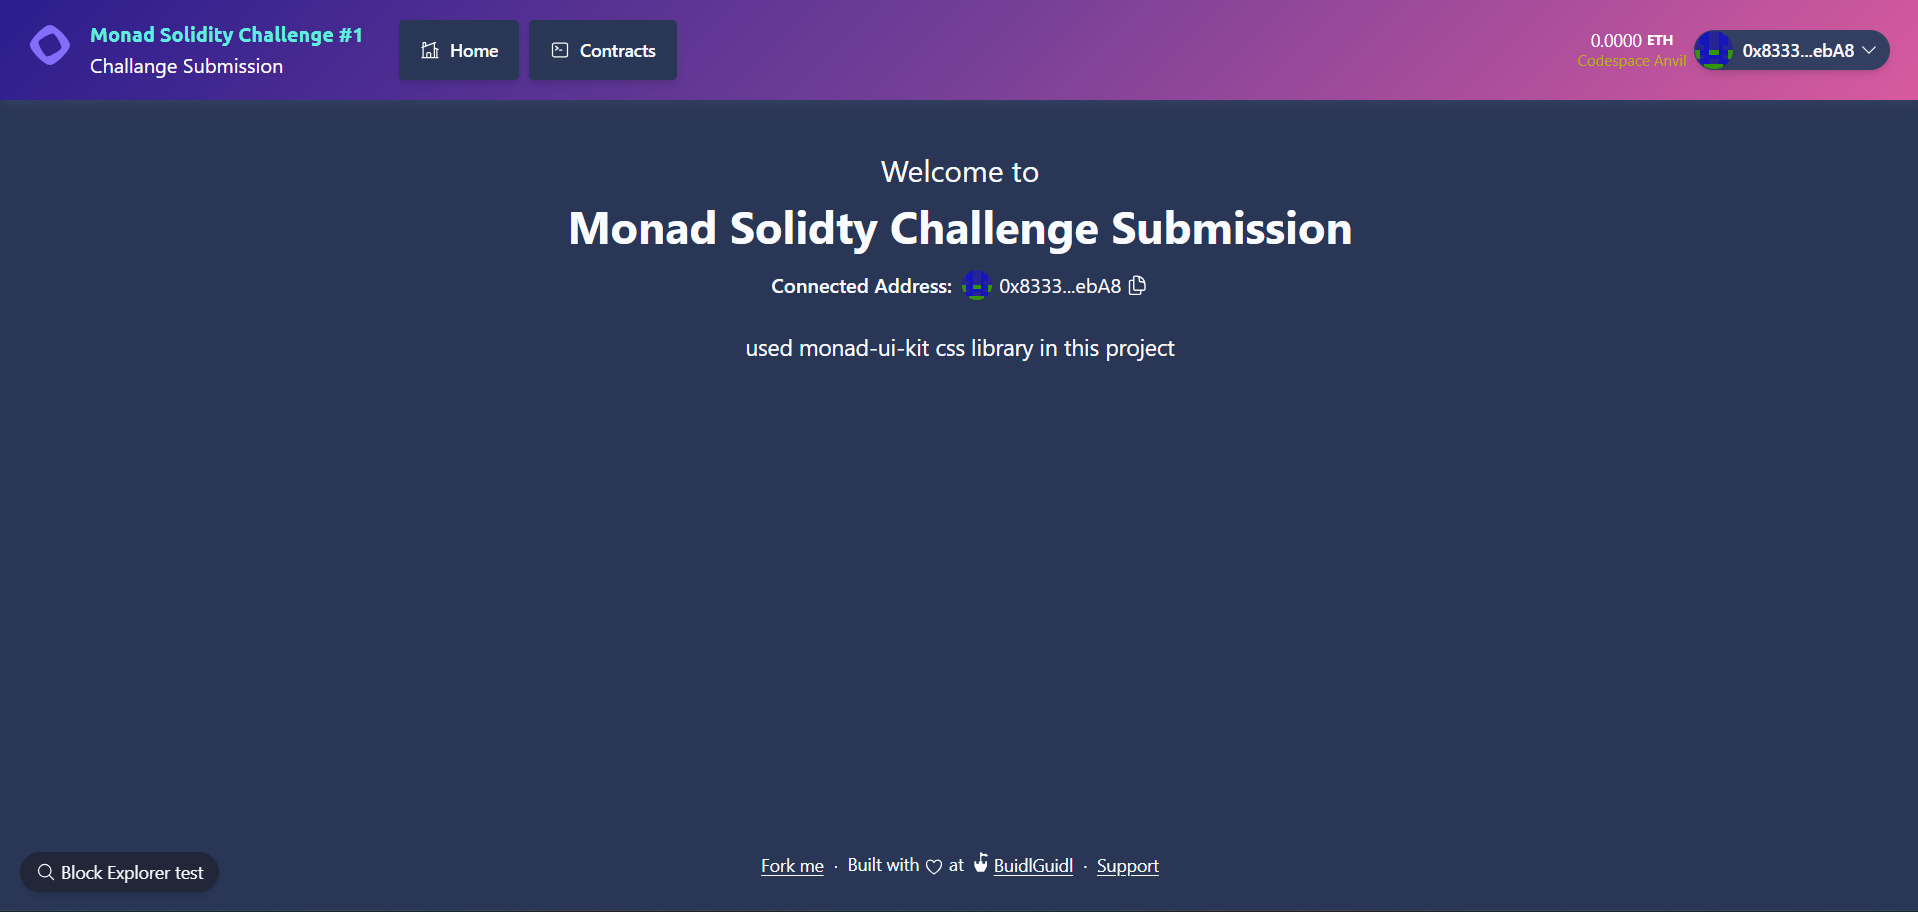 Monad Solidity Challenge #1
Challange Submission
Home
Contracts
0.0000 ETH
Codespace Anvil
0x8333...ebA8
Welcome to
Monad Solidty Challenge Submission
Connected Address: 0x8333...ebA8
used monad-ui-kit css library in this project
Block Explorer test
Fork me · Built with at BuidlGuidl · Support